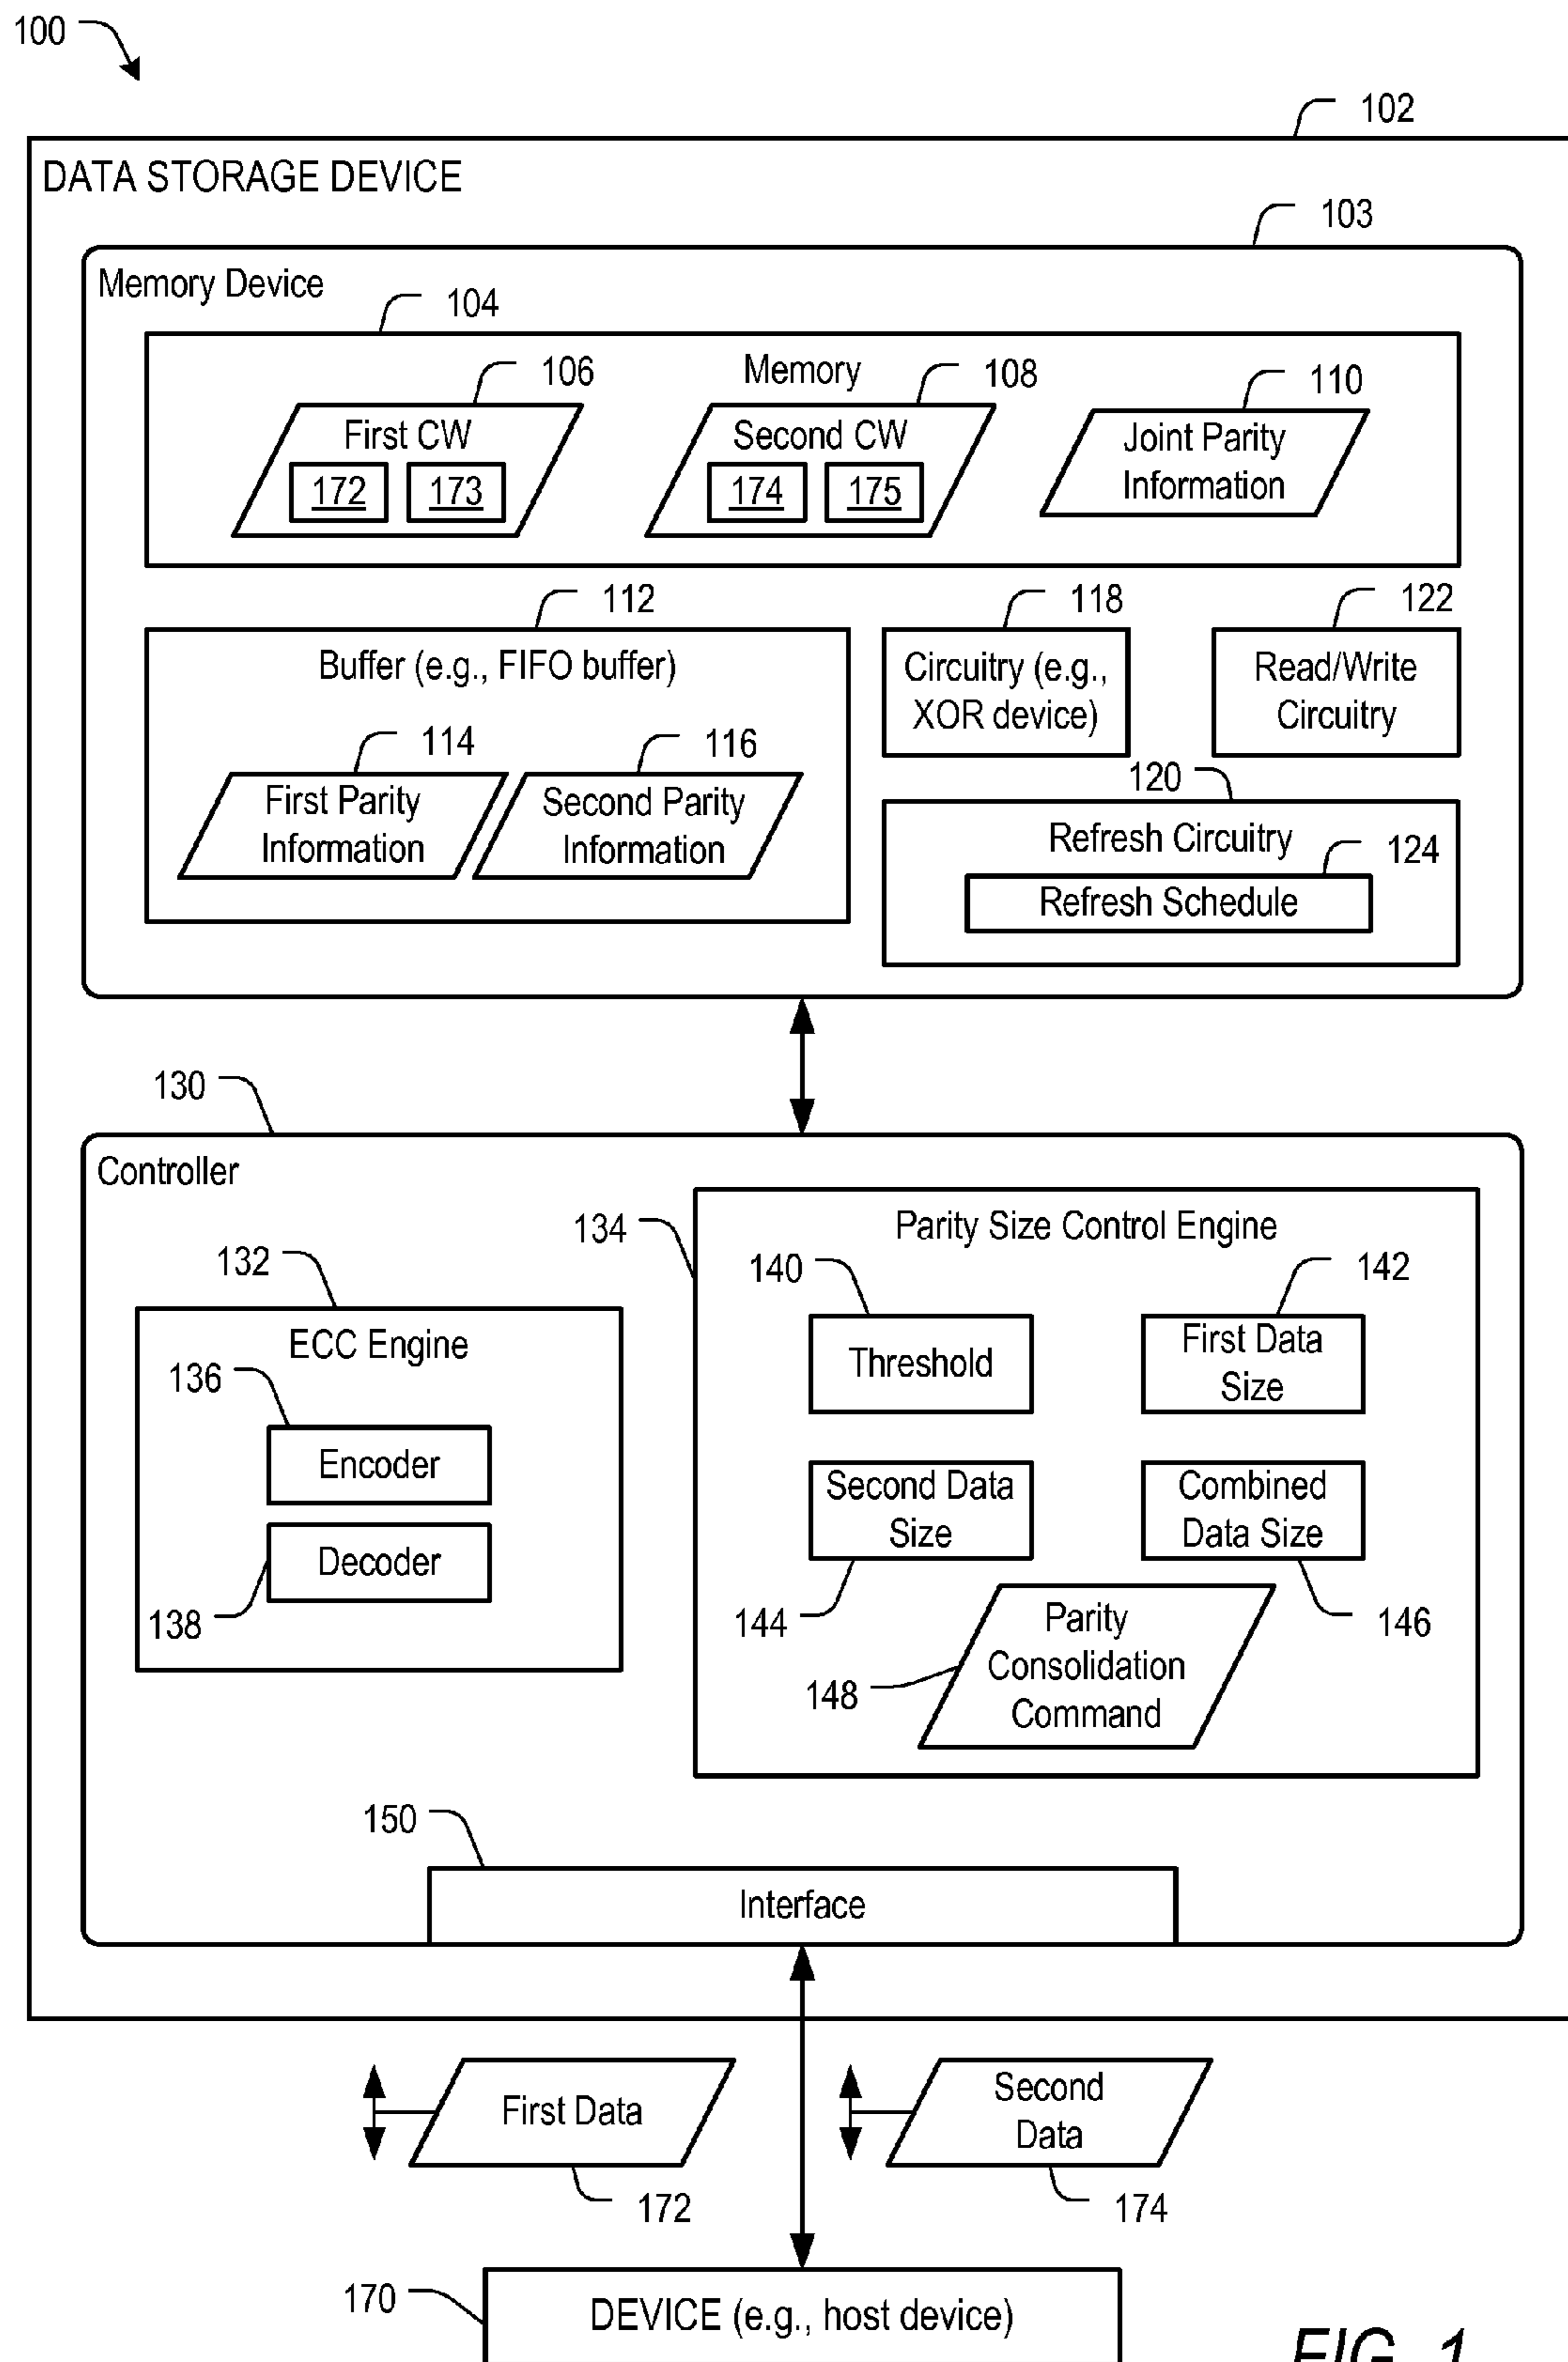 100
102
DATA STORAGE DEVICE
103
Memory Device
104
Memory
106
First CW
172 173
108
Second CW
174 175
110
Joint Parity
Information
112
Buffer (e.g., FIFO buffer)
114
First Parity
Information
116
Second Parity
Information
118
Circuitry (e.g.,
XOR device)
122
Read/Write
Circuitry
120
Refresh Circuitry
124
Refresh Schedule
130
Controller
132
ECC Engine
136
Encoder
Decoder
138
134
Parity Size Control Engine
140
Threshold
142
First Data
Size
Second Data
Size
144
Combined
Data Size
146
Parity
Consolidation
Command
148
150
Interface
First Data
172
Second
Data
174
170
DEVICE (e.g., host device)
FIG. 1